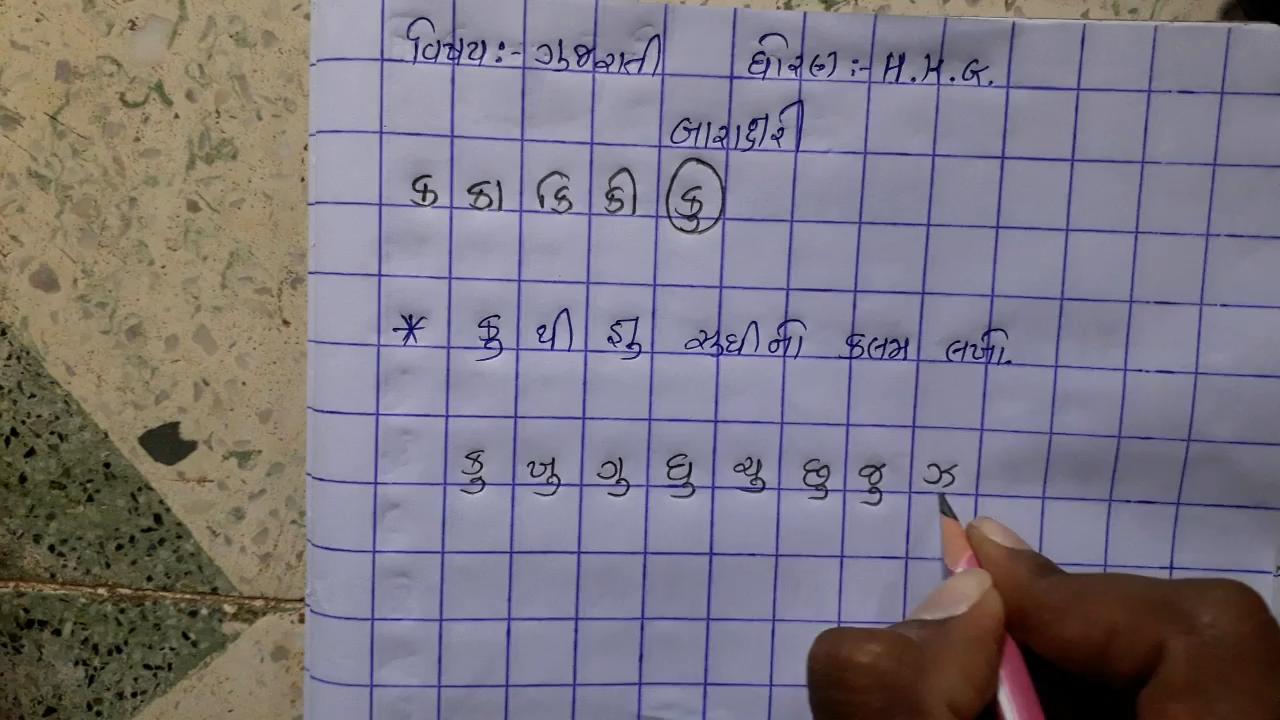 વિષય:- ગુજરાતી ધોરણ:- H.K.G.
બારાક્ષરી
ક કા કિ કી કુ
* કુ થી જ્ઞુ સુધીની કલમ લખો.
કુ ખુ ગુ ઘુ ચુ છુ જુ ઝ